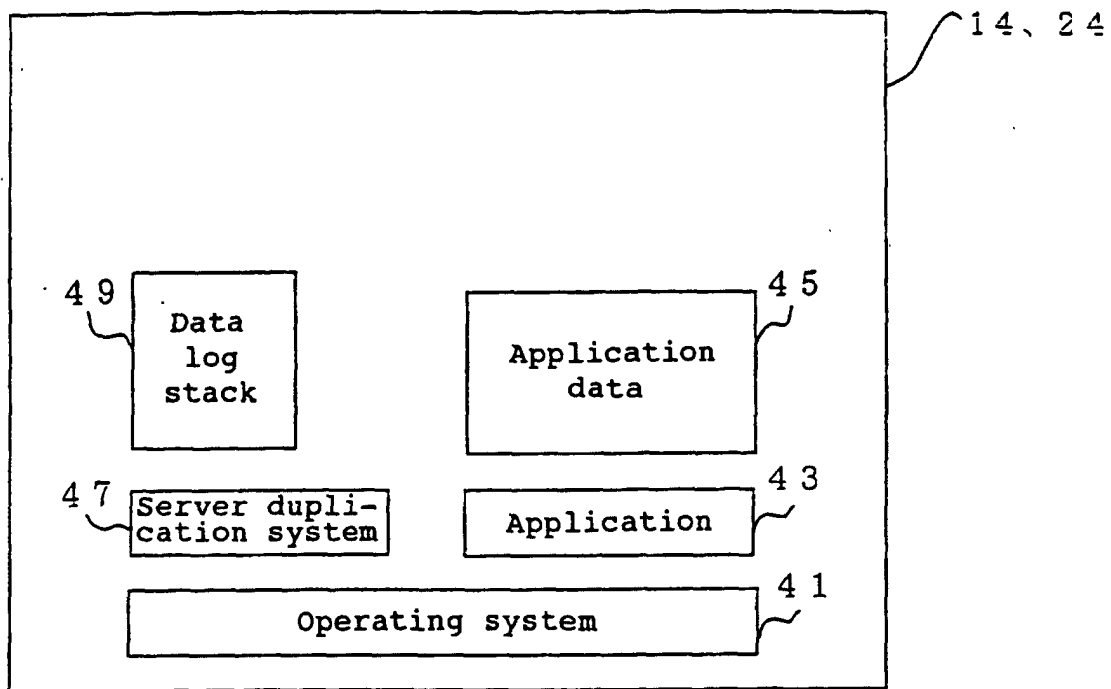 14、24
49
Data
log
stack
45
Application
data
47
Server dupli-
cation system
43
Application
41
Operating system